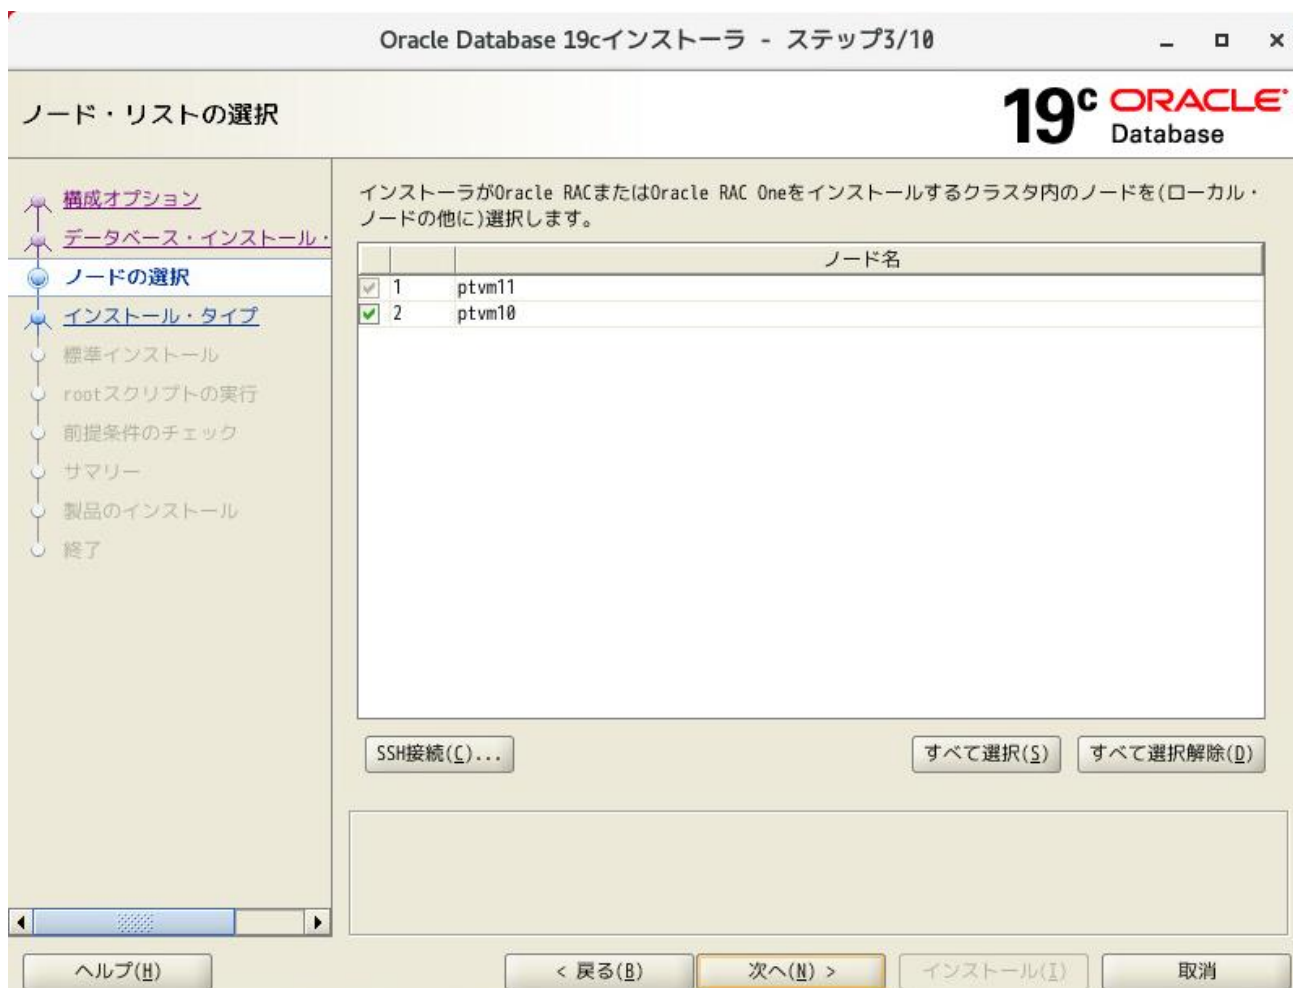 Oracle Database 19cインストーラ - ステップ3/10
ノード・リストの選択
19c ORACLE
Database
構成オプション
データベース・インストール・
ノードの選択
インストール・タイプ
標準インストール
rootスクリプトの実行
前提条件のチェック
サマリー
製品のインストール
終了
インストーラがOracle RACまたはOracle RAC Oneをインストールするクラスタ内のノードを(ローカル・
ノードの他に)選択します。
ノード名
1 ptvm11
2 ptvm10
SSH接続(C)... すべて選択(S) すべて選択解除(D)
ヘルプ(H) < 戻る(B) 次へ(N) > インストール(I) 取消